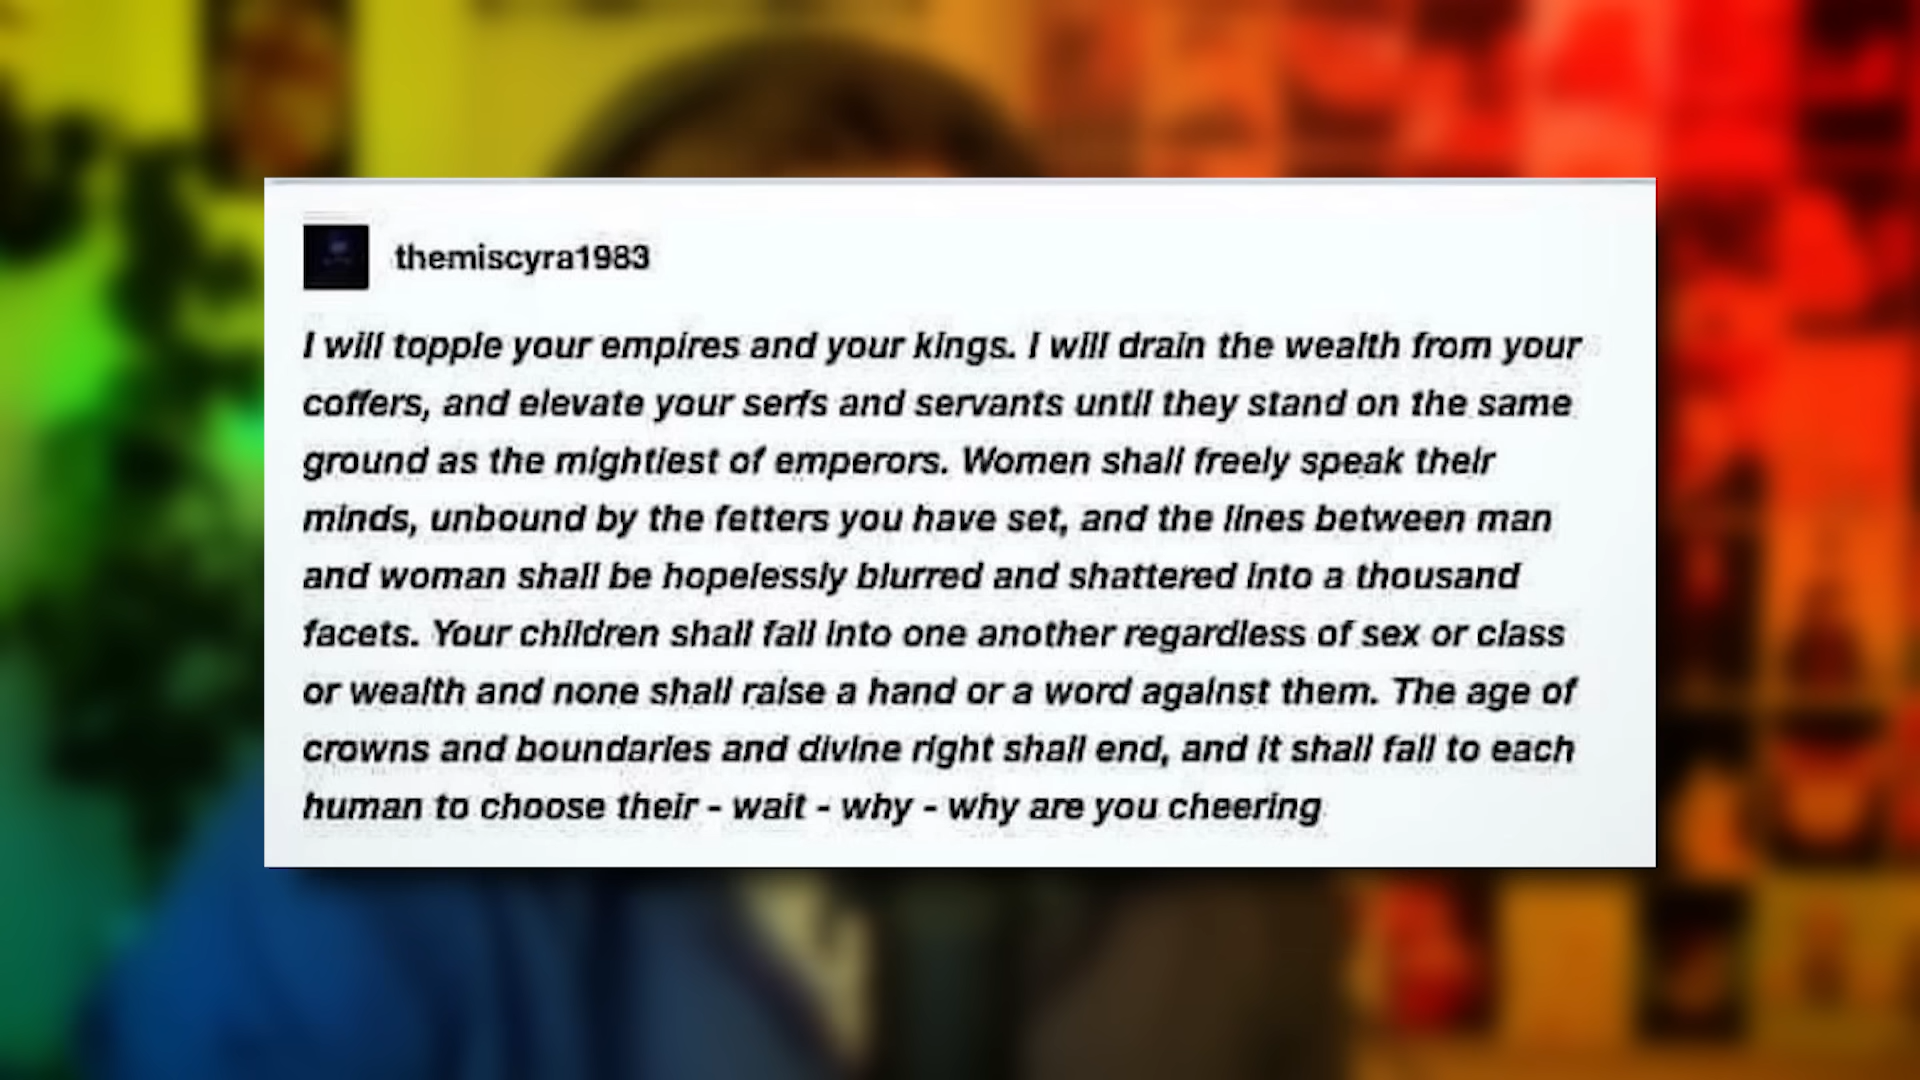 themiscyra1983
I will topple your empires and your kings. I will drain the wealth from your
coffers, and elevate your serfs and servants until they stand on the same
ground as the mightiest of emperors. Women shall freely speak their
minds, unbound by the fetters you have set, and the lines between man
and woman shall be hopelessly blurred and shattered into a thousand
facets. Your children shall fall into one another regardless of sex or class
or wealth and none shall raise a hand or a word against them. The age of
crowns and boundaries and divine right shall end, and it shall fall to each
human to choose their - wait - why - why are you cheering